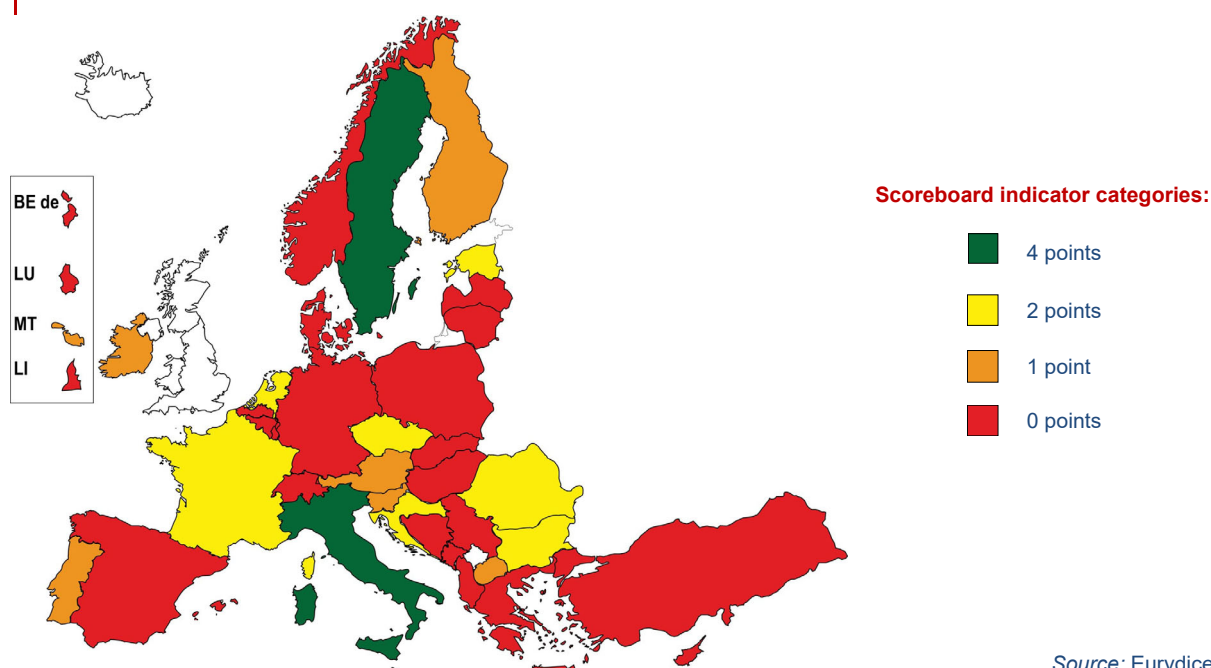 BE de
LU
MT
LI
Scoreboard indicator categories:
4 points
2 points
1 point
0 points
Source: Eurydice